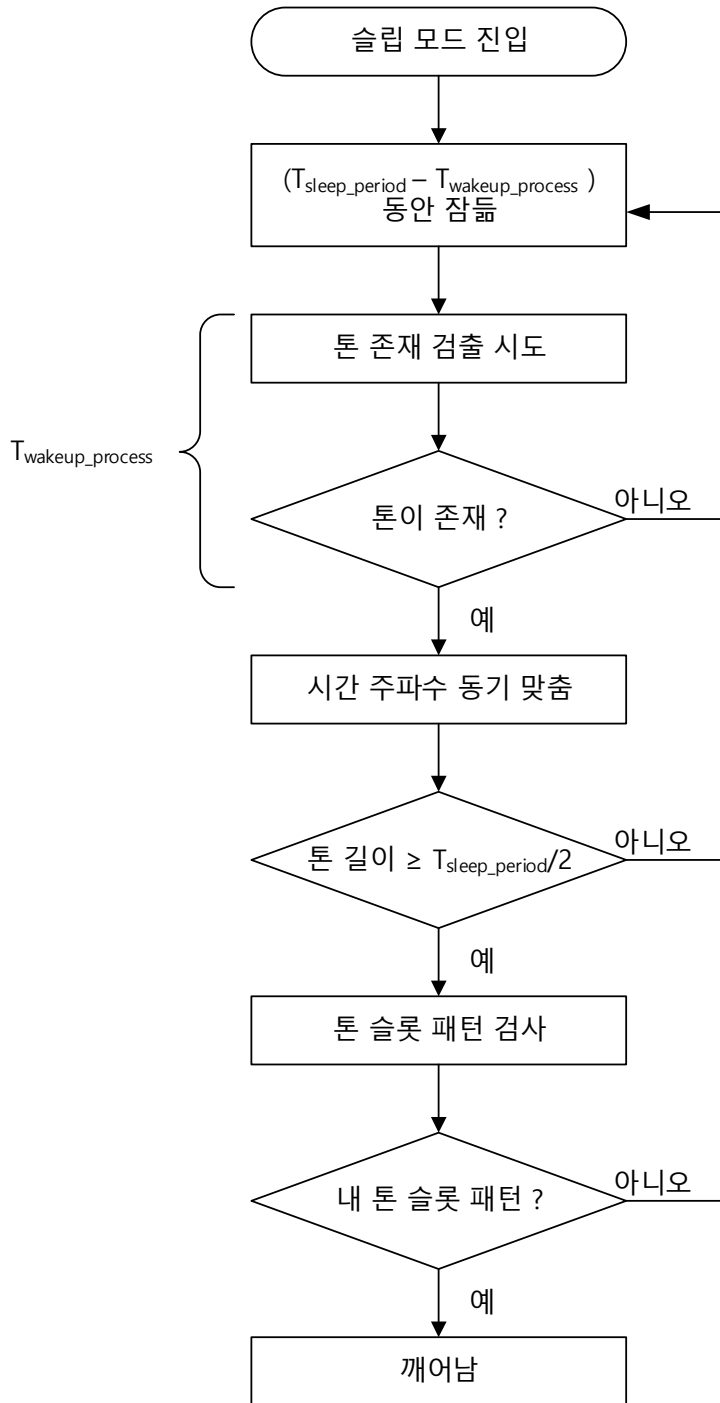 슬립 모드 진입
(Tsleep_period – Twakeup_process )
동안 잠듦
톤 존재 검출 시도
Twakeup_process
톤이 존재 ?
아니오
예
시간 주파수 동기 맞춤
톤 길이 ≥ Tsleep_period/2
아니오
예
톤 슬롯 패턴 검사
내 톤 슬롯 패턴 ?
아니오
예
깨어남